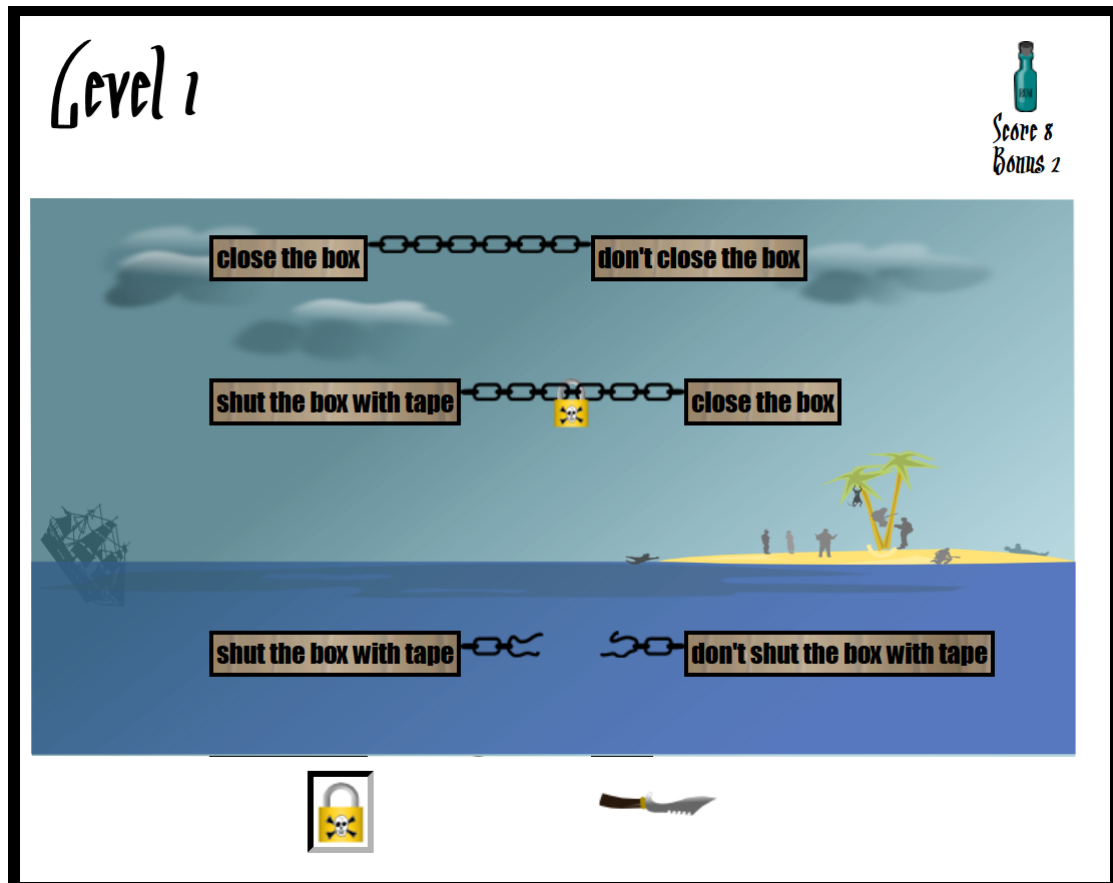 Level 1
Score 8
Bonus 2
close the box don't close the box
shut the box with tape close the box
shut the box with tape don't shut the box with tape